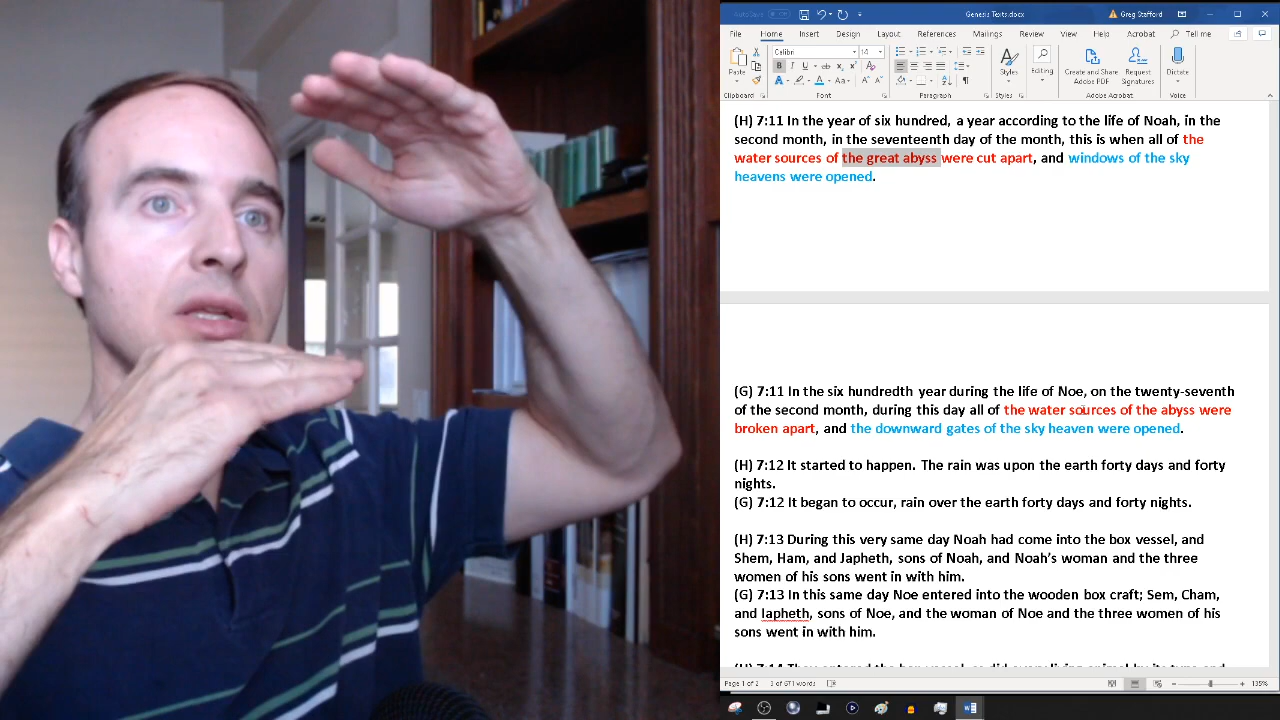 AutoSave
Genesis Texts.docx
Greg Stafford
File Home Insert Design Layout References Mailings Review View Help Acrobat Tell me
Calibri 14
Paste
Styles
Editing
Create and Share Adobe PDF
Request Signatures
Dictate
Clipboard Font Paragraph Styles Adobe Acrobat Voice
(H) 7:11 In the year of six hundred, a year according to the life of Noah, in the
second month, in the seventeenth day of the month, this is when all of the
water sources of the great abyss were cut apart, and windows of the sky
heavens were opened.
(G) 7:11 In the six hundredth year during the life of Noe, on the twenty-seventh
of the second month, during this day all of the water sources of the abyss were
broken apart, and the downward gates of the sky heaven were opened.
(H) 7:12 It started to happen. The rain was upon the earth forty days and forty
nights.
(G) 7:12 It began to occur, rain over the earth forty days and forty nights.
(H) 7:13 During this very same day Noah had come into the box vessel, and
Shem, Ham, and Japheth, sons of Noah, and Noah's woman and the three
women of his sons went in with him.
(G) 7:13 In this same day Noe entered into the wooden box craft; Sem, Cham,
and Iapheth, sons of Noe, and the woman of Noe and the three women of his
sons went in with him.
Page 1 of 2 3 of 671 words 135%